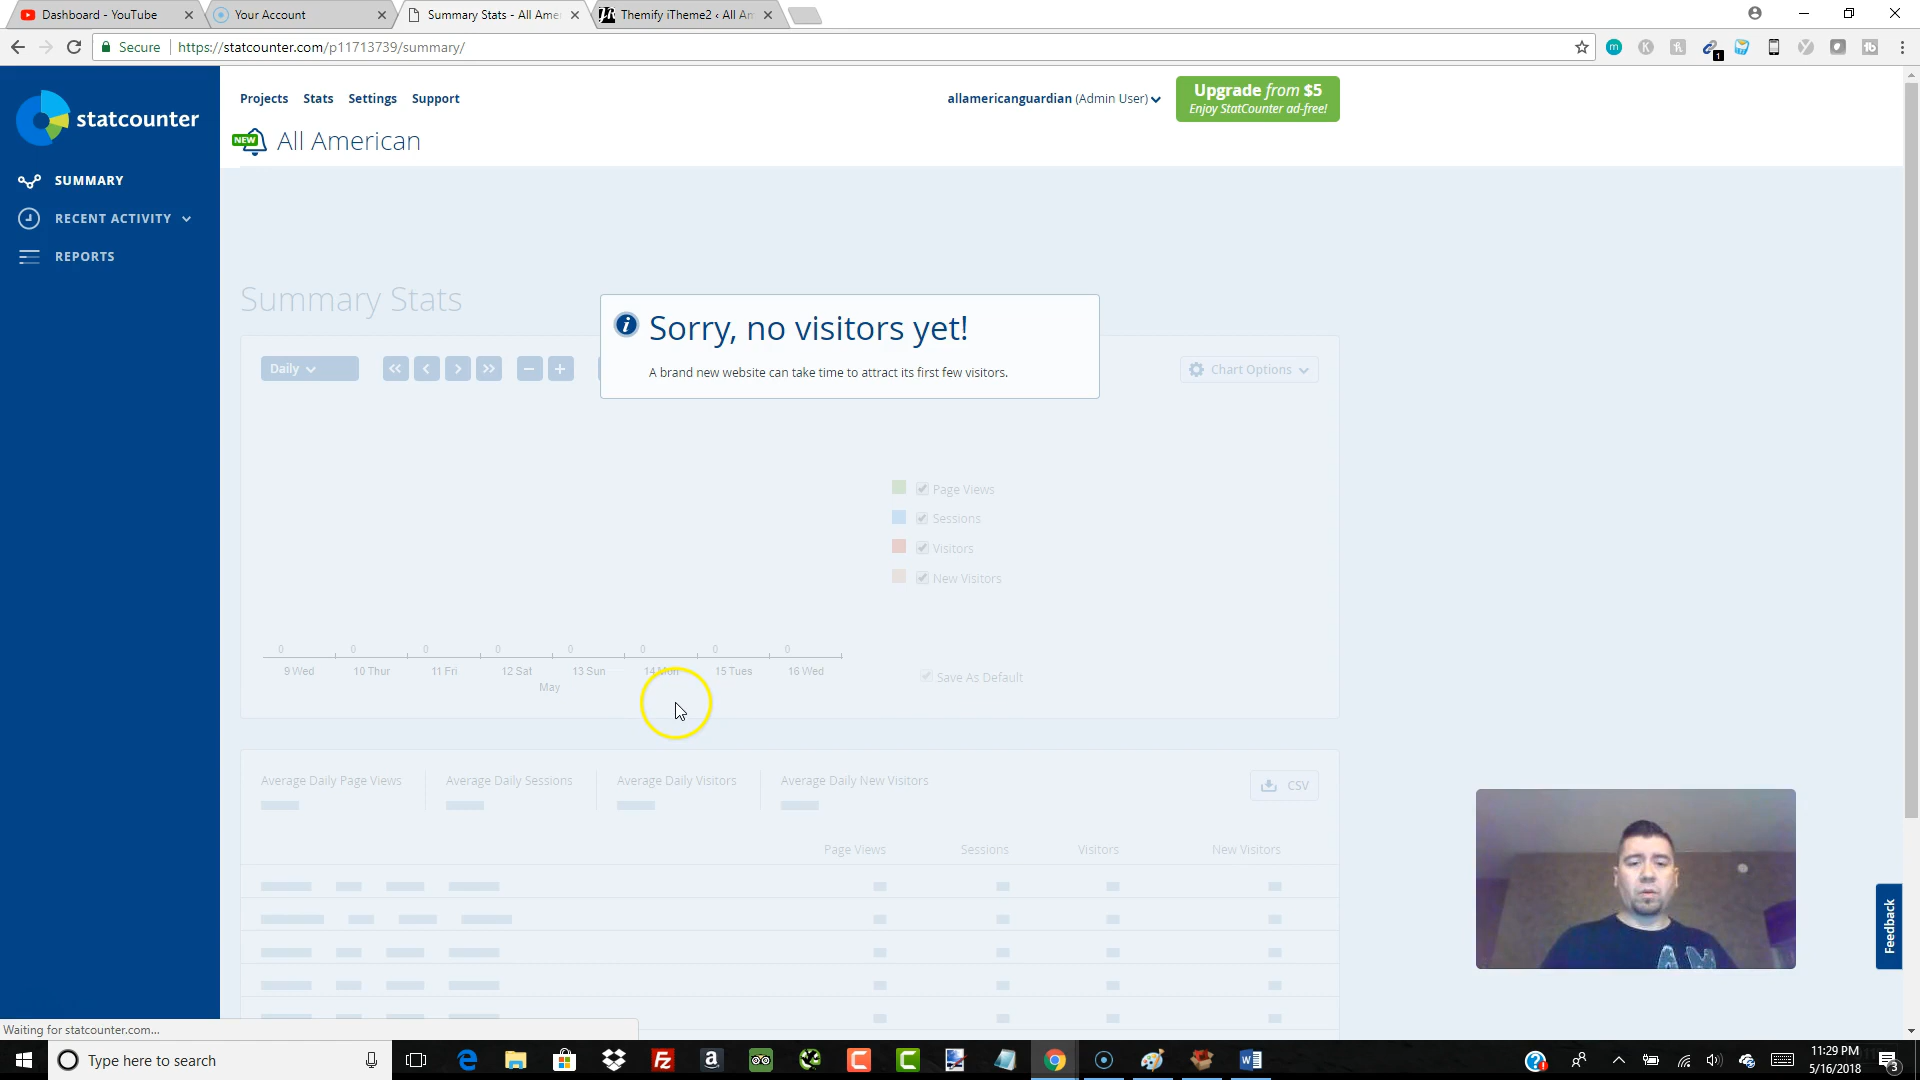 Dashboard - YouTube
Your Account
Summary Stats - All Ame
Themify iTheme2 ‹ All Am
Secure
https://statcounter.com/p11713739/summary/
1
statcounter
Projects
Stats
Settings
Support
allamericanguardian (Admin User)
Upgrade from $5
Enjoy StatCounter ad-free!
NEW
All American
SUMMARY
RECENT ACTIVITY
REPORTS
Summary Stats
Sorry, no visitors yet!
A brand new website can take time to attract its first few visitors.
Daily
Chart Options
Page Views
Sessions
Visitors
New Visitors
0 0 0 0 0 0 0 0
9 Wed 10 Thur 11 Fri 12 Sat 13 Sun 14 Mon 15 Tues 16 Wed
May
Save As Default
Average Daily Page Views
Average Daily Sessions
Average Daily Visitors
Average Daily New Visitors
CSV
Page Views
Sessions
Visitors
New Visitors
Feedback
Waiting for statcounter.com...
Type here to search
11:29 PM
5/16/2018
3